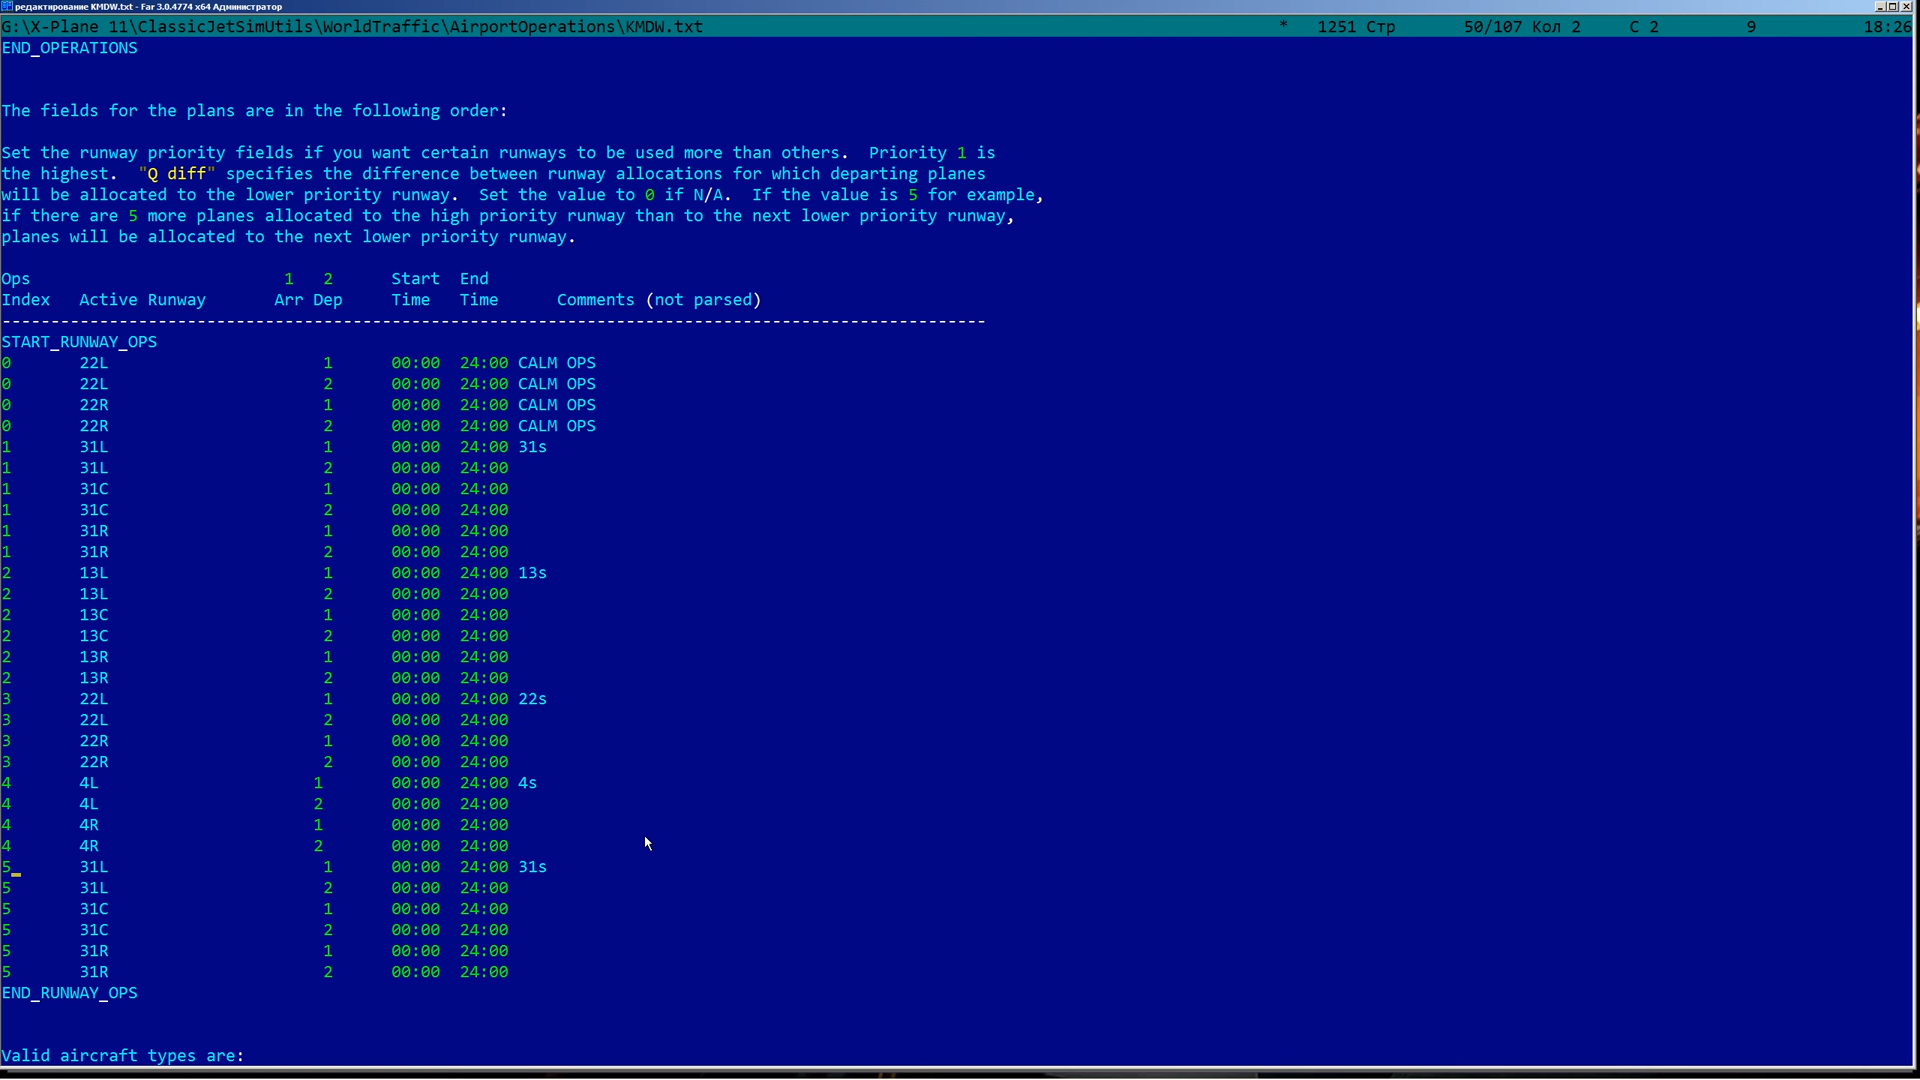 редактирование KMDW.txt - Far 3.0.4774 x64 Администратор
G:\X-Plane 11\ClassicJetSimUtils\WorldTraffic\AirportOperations\KMDW.txt * 1251 Стр 50/107 Кол 2 С 2 9 18:26
END_OPERATIONS
The fields for the plans are in the following order:
Set the runway priority fields if you want certain runways to be used more than others. Priority 1 is
the highest. "Q diff" specifies the difference between runway allocations for which departing planes
will be allocated to the lower priority runway. Set the value to 0 if N/A. If the value is 5 for example,
if there are 5 more planes allocated to the high priority runway than to the next lower priority runway,
planes will be allocated to the next lower priority runway.
Ops 1 2 Start End
Index Active Runway Arr Dep Time Time Comments (not parsed)
-----------------------------------------------------------------------------------------------------
START_RUNWAY_OPS
0 22L 1 00:00 24:00 CALM OPS
0 22L 2 00:00 24:00 CALM OPS
0 22R 1 00:00 24:00 CALM OPS
0 22R 2 00:00 24:00 CALM OPS
1 31L 1 00:00 24:00 31s
1 31L 2 00:00 24:00
1 31C 1 00:00 24:00
1 31C 2 00:00 24:00
1 31R 1 00:00 24:00
1 31R 2 00:00 24:00
2 13L 1 00:00 24:00 13s
2 13L 2 00:00 24:00
2 13C 1 00:00 24:00
2 13C 2 00:00 24:00
2 13R 1 00:00 24:00
2 13R 2 00:00 24:00
3 22L 1 00:00 24:00 22s
3 22L 2 00:00 24:00
3 22R 1 00:00 24:00
3 22R 2 00:00 24:00
4 4L 1 00:00 24:00 4s
4 4L 2 00:00 24:00
4 4R 1 00:00 24:00
4 4R 2 00:00 24:00
5 31L 1 00:00 24:00 31s
5 31L 2 00:00 24:00
5 31C 1 00:00 24:00
5 31C 2 00:00 24:00
5 31R 1 00:00 24:00
5 31R 2 00:00 24:00
END_RUNWAY_OPS
Valid aircraft types are: